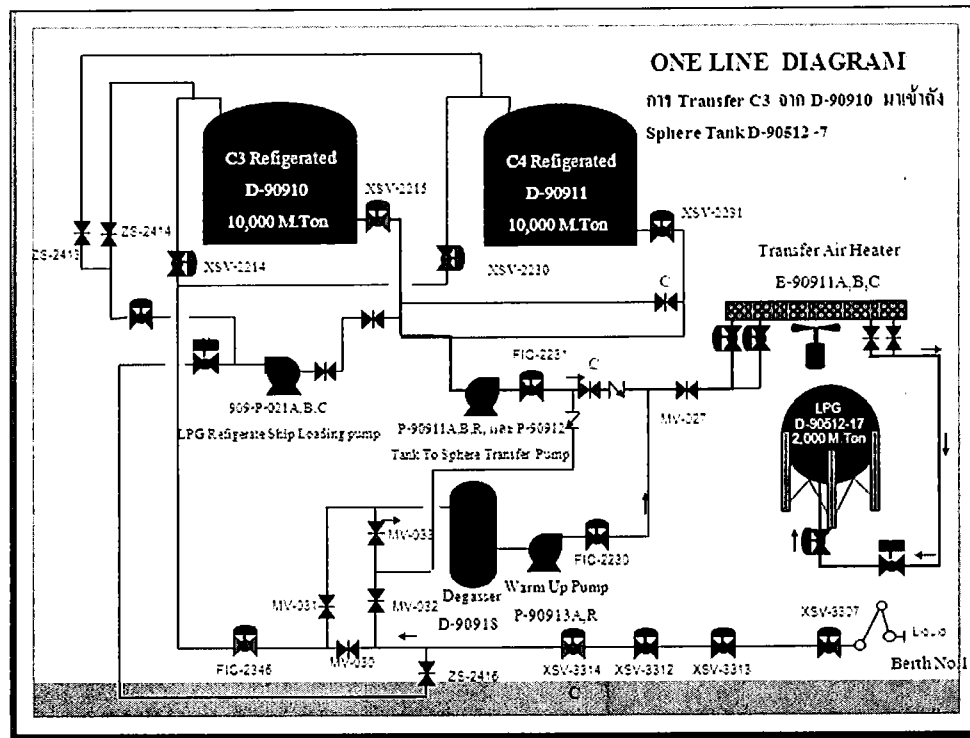 ONE LINE DIAGRAM
การ Transfer C3 จาก D-90910 มาเข้าถัง
Sphere Tank D-90512 -7
C3 Refigerated
D-90910
10,000 M.Ton
XSV-2215
C4 Refigerated
D-90911
10,000 M.Ton
XSV-2231
ZS-2413
ZS-2414
XSV-2214
XSV-2230
C
Transfer Air Heater
E-90911A,B,C
FIC-2231
C
909-P-021A,B,C
LPG Refigerate Ship Loading pump
P-90911A,B,R, และ P-90912
Tank To Sphere Transfer Pump
MV-027
LPG
D-90512-17
2,000 M.Ton
MV-033
FIC-2230
MV-031
MV-032
Degasser
D-90918
Warm Up Pump
P-90913A,R
XSV-3307
Liquid
Berth No.1
FIC-2346
MV-030
ZS-2416
XSV-3314
XSV-3312
XSV-3313
C